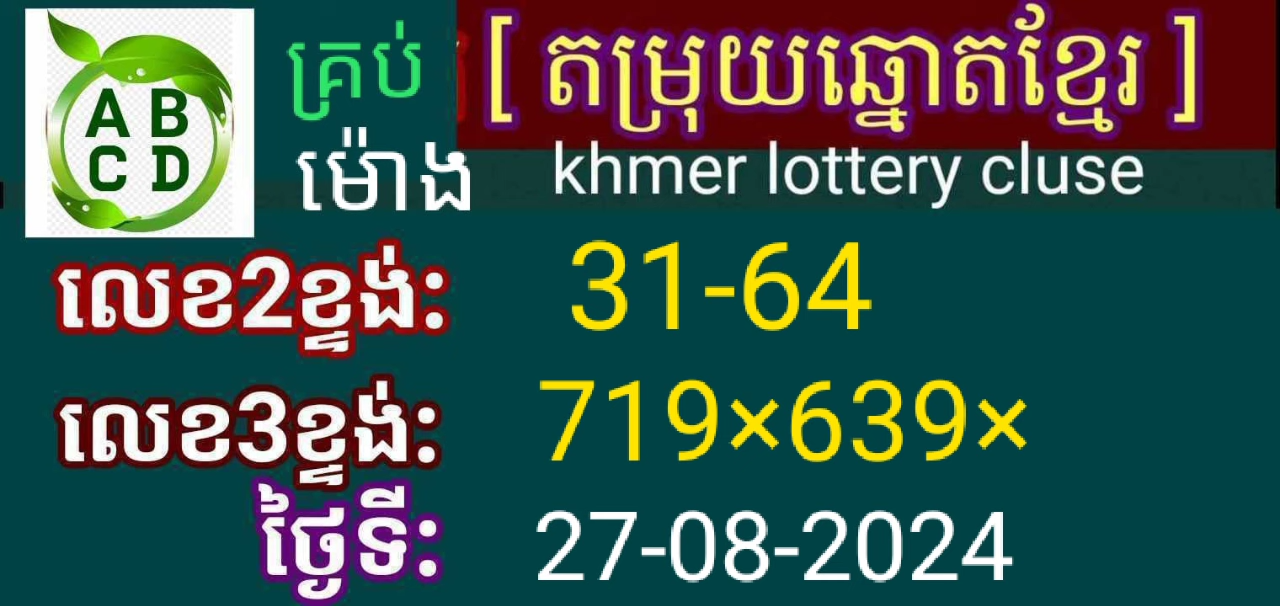 A B
C D
គ្រប់
ម៉ោង
[ តម្រុយឆ្នោតខ្មែរ ]
khmer lottery cluse
លេខ2ខ្ទង់: 31-64
លេខ3ខ្ទង់: 719×639×
ថ្ងៃទី: 27-08-2024